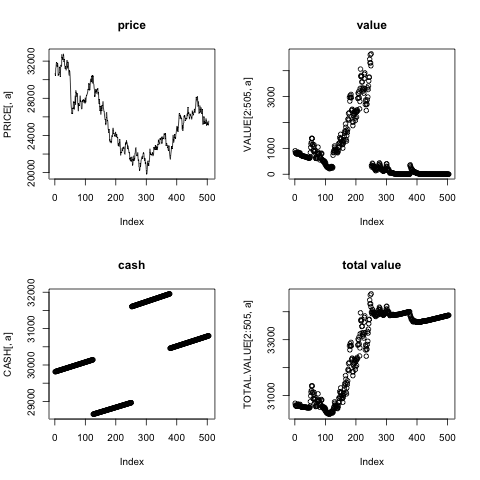 price
PRICE[, a]
20000 24000 28000 32000
0 100 200 300 400 500
Index
value
VALUE[2:505, a]
0 1000 3000
0 100 200 300 400 500
Index
cash
CASH[, a]
29000 30000 31000 32000
0 100 200 300 400 500
Index
total value
TOTAL.VALUE[2:505, a]
31000 33000
0 100 200 300 400 500
Index